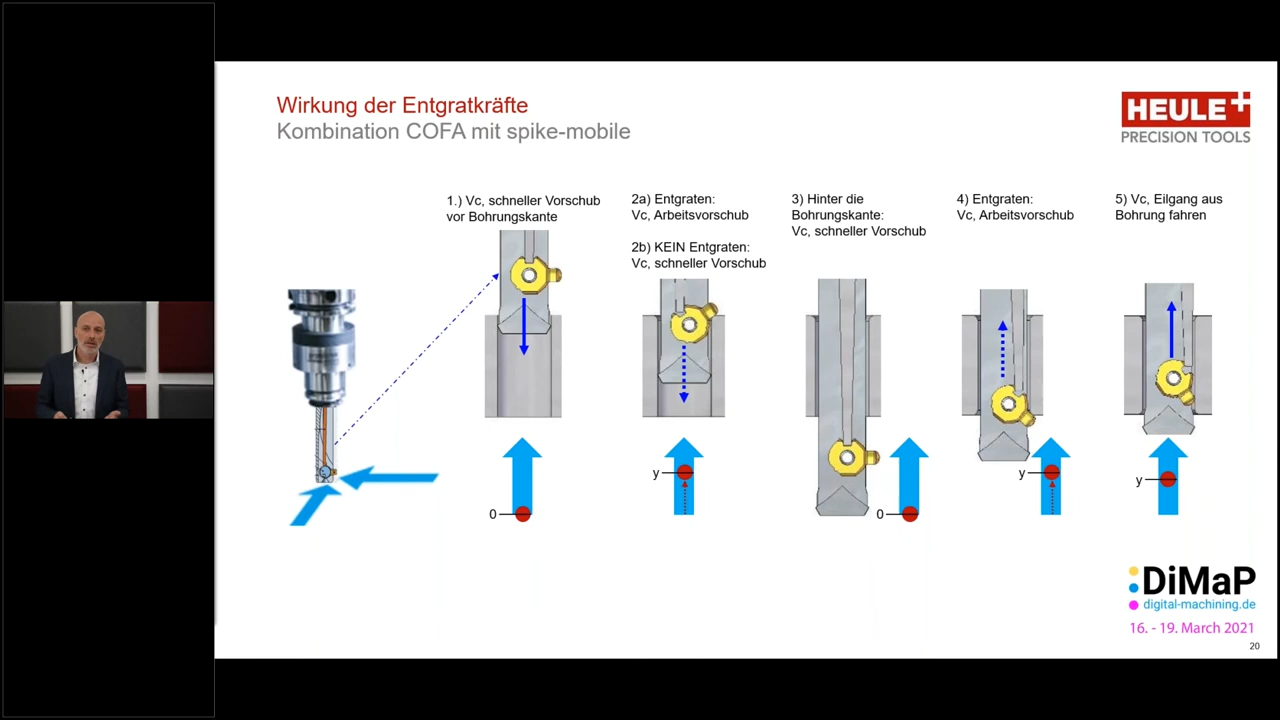 Wirkung der Entgratkräfte
Kombination COFA mit spike-mobile
HEULE+
PRECISION TOOLS
1.) Vc, schneller Vorschub
vor Bohrungskante
2a) Entgraten:
Vc, Arbeitsvorschub
2b) KEIN Entgraten:
Vc, schneller Vorschub
3) Hinter die
Bohrungskante:
Vc, schneller Vorschub
4) Entgraten:
Vc, Arbeitsvorschub
5) Vc, Eilgang aus
Bohrung fahren
0
y
0
y
y
DiMaP
digital-machining.de
16. - 19. March 2021
20